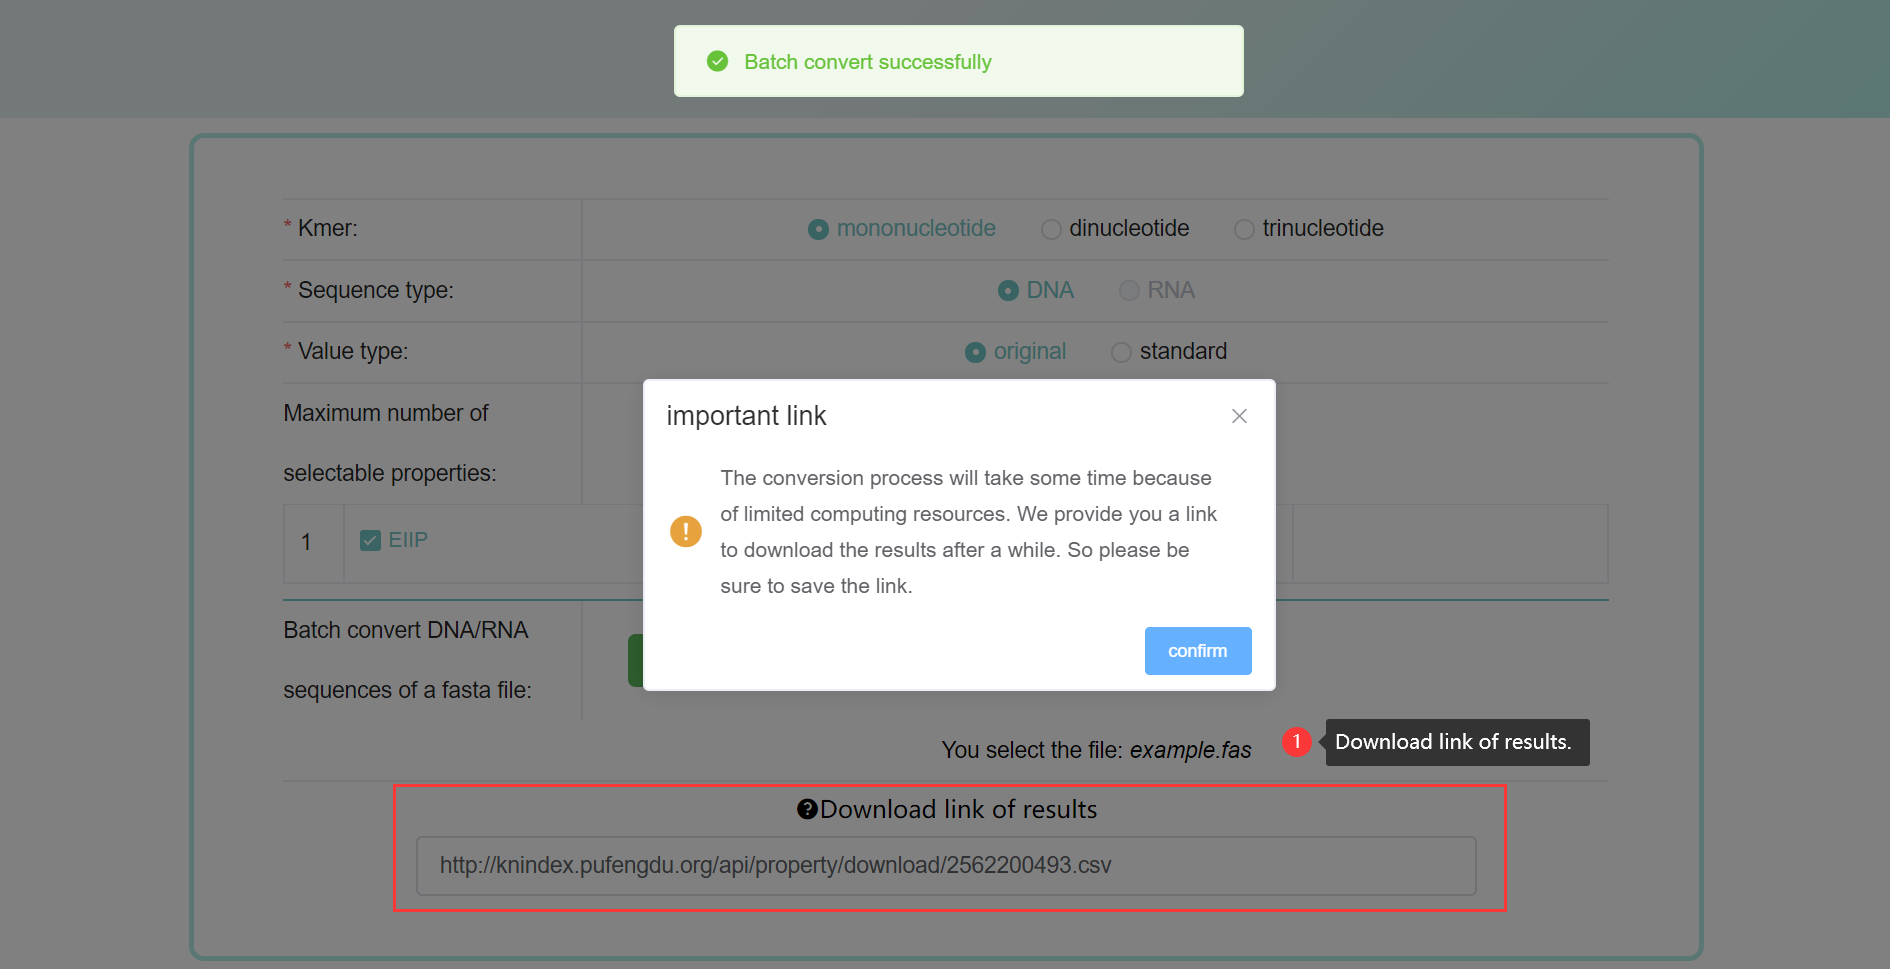 Batch convert successfully
* Kmer:
mononucleotide
dinucleotide
trinucleotide
* Sequence type:
DNA
RNA
* Value type:
original
standard
Maximum number of
selectable properties:
important link
The conversion process will take some time because
of limited computing resources. We provide you a link
to download the results after a while. So please be
sure to save the link.
confirm
1
EIIP
Batch convert DNA/RNA
sequences of a fasta file:
You select the file: example.fas
1
Download link of results.
Download link of results
http://knindex.pufengdu.org/api/property/download/2562200493.csv